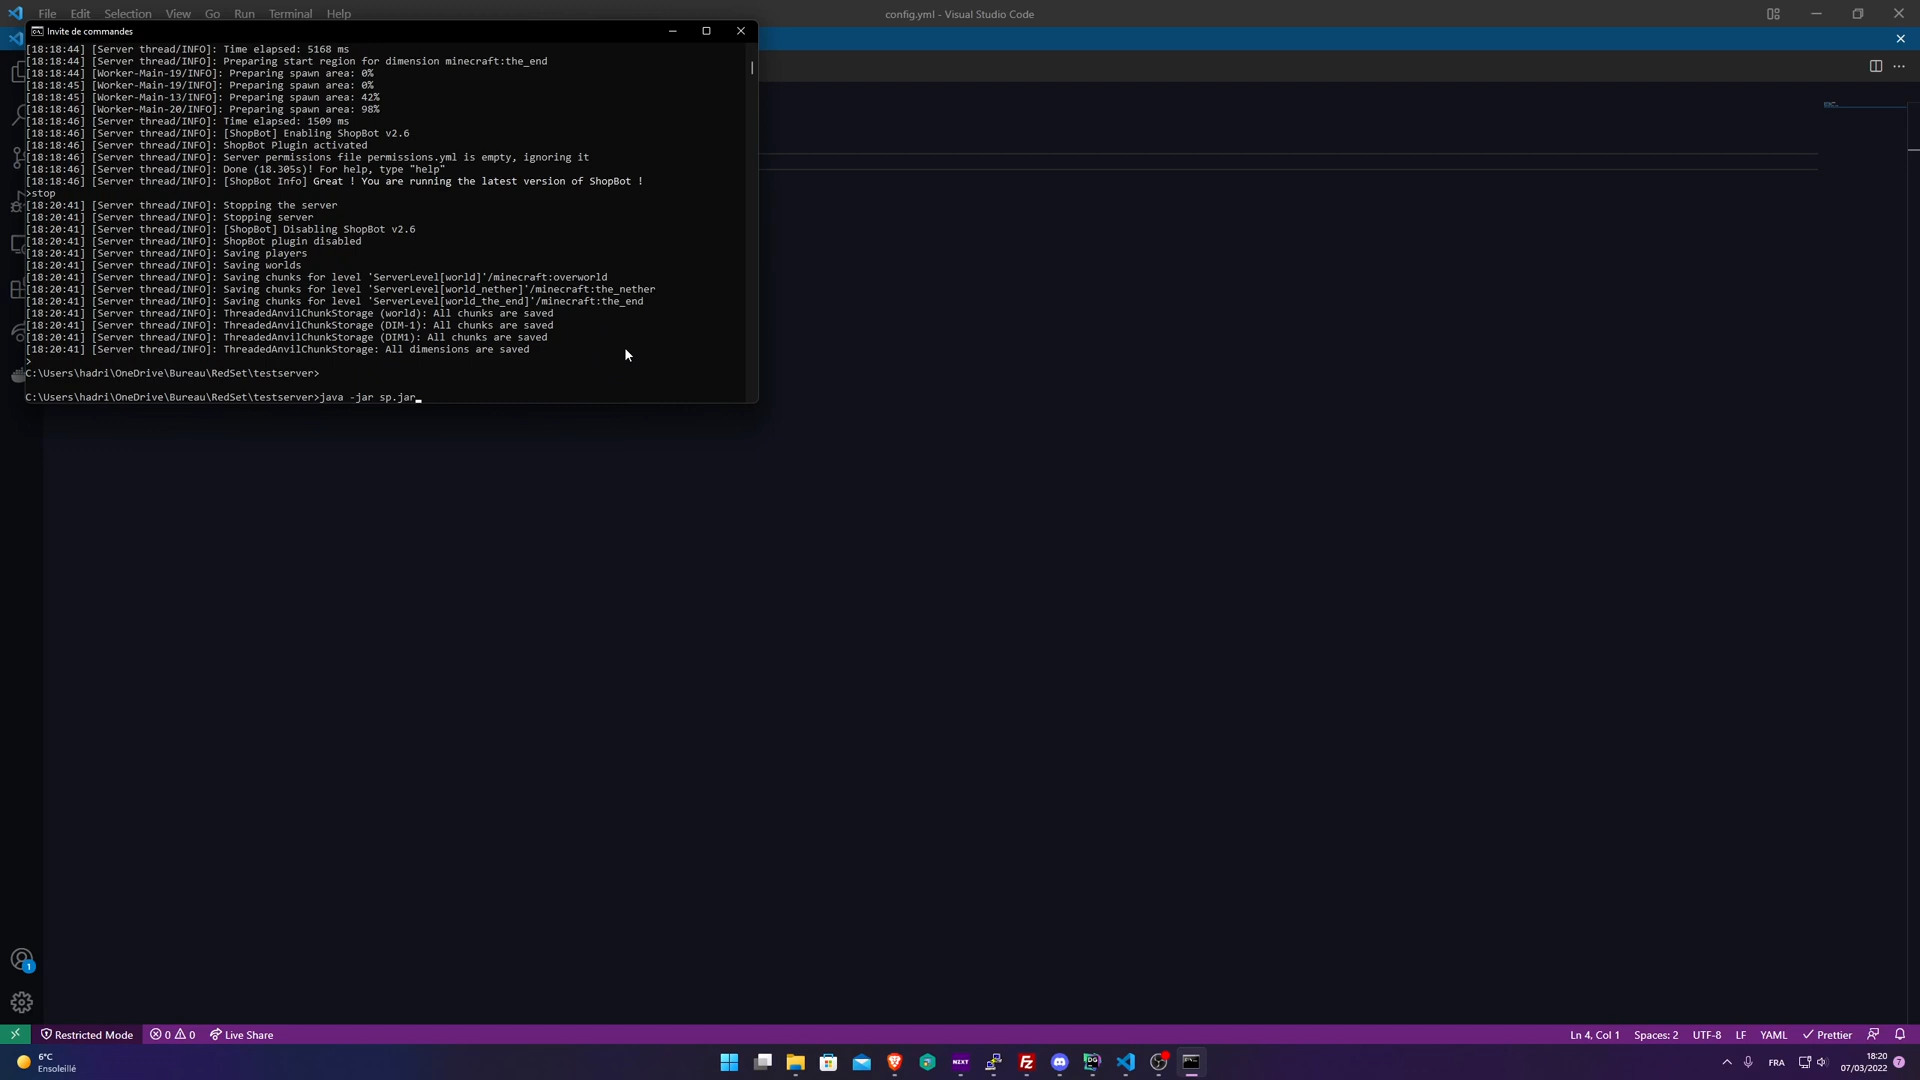 File Edit Selection View Go Run Terminal Help
config.yml - Visual Studio Code
Invite de commandes
[18:18:44] [Server thread/INFO]: Time elapsed: 5168 ms
[18:18:44] [Server thread/INFO]: Preparing start region for dimension minecraft:the_end
[18:18:44] [Worker-Main-19/INFO]: Preparing spawn area: 0%
[18:18:45] [Worker-Main-19/INFO]: Preparing spawn area: 0%
[18:18:45] [Worker-Main-13/INFO]: Preparing spawn area: 42%
[18:18:46] [Worker-Main-20/INFO]: Preparing spawn area: 98%
[18:18:46] [Server thread/INFO]: Time elapsed: 1509 ms
[18:18:46] [Server thread/INFO]: [ShopBot] Enabling ShopBot v2.6
[18:18:46] [Server thread/INFO]: ShopBot Plugin activated
[18:18:46] [Server thread/INFO]: Server permissions file permissions.yml is empty, ignoring it
[18:18:46] [Server thread/INFO]: Done (18.305s)! For help, type "help"
[18:18:46] [Server thread/INFO]: [ShopBot Info] Great ! You are running the latest version of ShopBot !
>stop
[18:20:41] [Server thread/INFO]: Stopping the server
[18:20:41] [Server thread/INFO]: Stopping server
[18:20:41] [Server thread/INFO]: [ShopBot] Disabling ShopBot v2.6
[18:20:41] [Server thread/INFO]: ShopBot plugin disabled
[18:20:41] [Server thread/INFO]: Saving players
[18:20:41] [Server thread/INFO]: Saving worlds
[18:20:41] [Server thread/INFO]: Saving chunks for level 'ServerLevel[world]'/minecraft:overworld
[18:20:41] [Server thread/INFO]: Saving chunks for level 'ServerLevel[world_nether]'/minecraft:the_nether
[18:20:41] [Server thread/INFO]: Saving chunks for level 'ServerLevel[world_the_end]'/minecraft:the_end
[18:20:41] [Server thread/INFO]: ThreadedAnvilChunkStorage (world): All chunks are saved
[18:20:41] [Server thread/INFO]: ThreadedAnvilChunkStorage (DIM-1): All chunks are saved
[18:20:41] [Server thread/INFO]: ThreadedAnvilChunkStorage (DIM1): All chunks are saved
[18:20:41] [Server thread/INFO]: ThreadedAnvilChunkStorage: All dimensions are saved
>
C:\Users\hadri\OneDrive\Bureau\RedSet\testserver>
C:\Users\hadri\OneDrive\Bureau\RedSet\testserver>java -jar sp.jar
1
Restricted Mode 0 0 Live Share
Ln 4, Col 1 Spaces: 2 UTF-8 LF YAML Prettier
6°C
Ensoleillé
NZXT
Fz
DG
FRA
18:20
07/03/2022
7